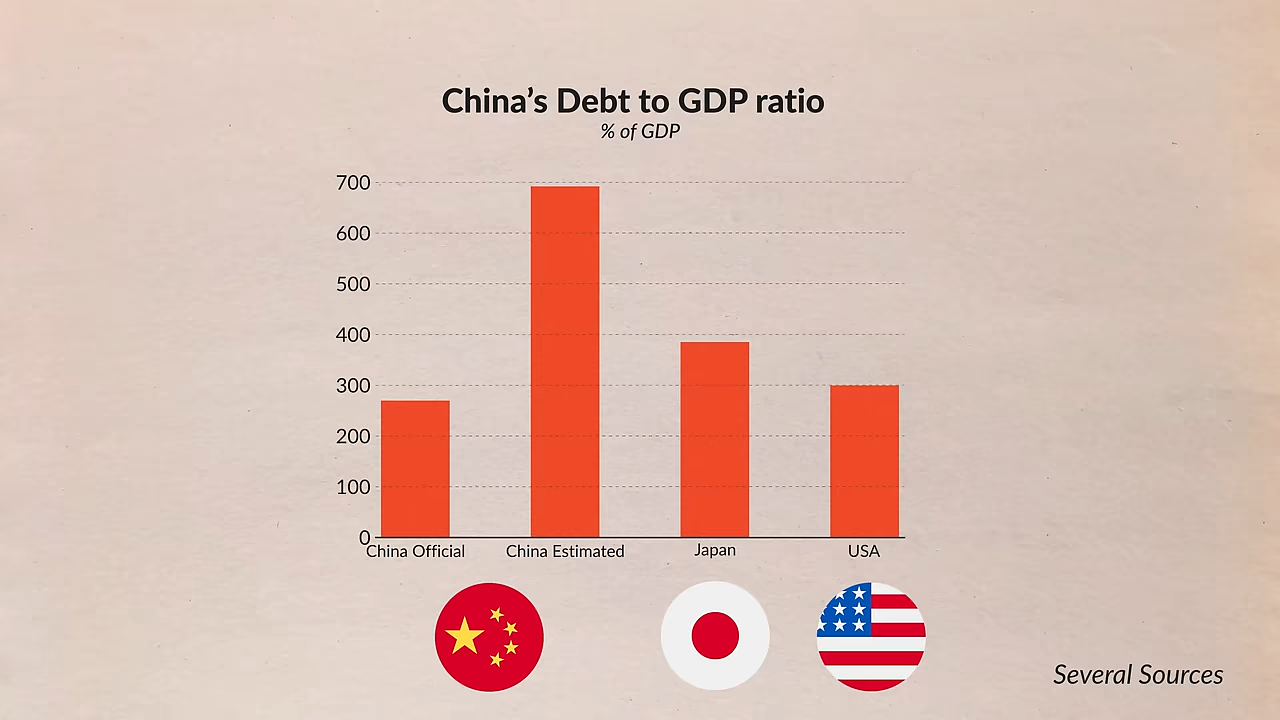 China’s Debt to GDP ratio
% of GDP
700
600
500
400
300
200
100
0
China Official
China Estimated
Japan
USA
Several Sources